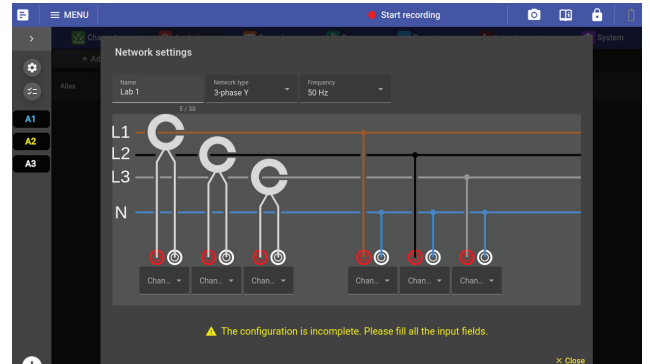 MENU
Start recording
System
Network settings
Alias
Name
Lab 1
Network type
3-phase Y
Frequency
50 Hz
5 / 30
A1
A2
A3
L1
L2
L3
N
Chan... Chan... Chan... Chan... Chan... Chan...
The configuration is incomplete. Please fill all the input fields.
× Close